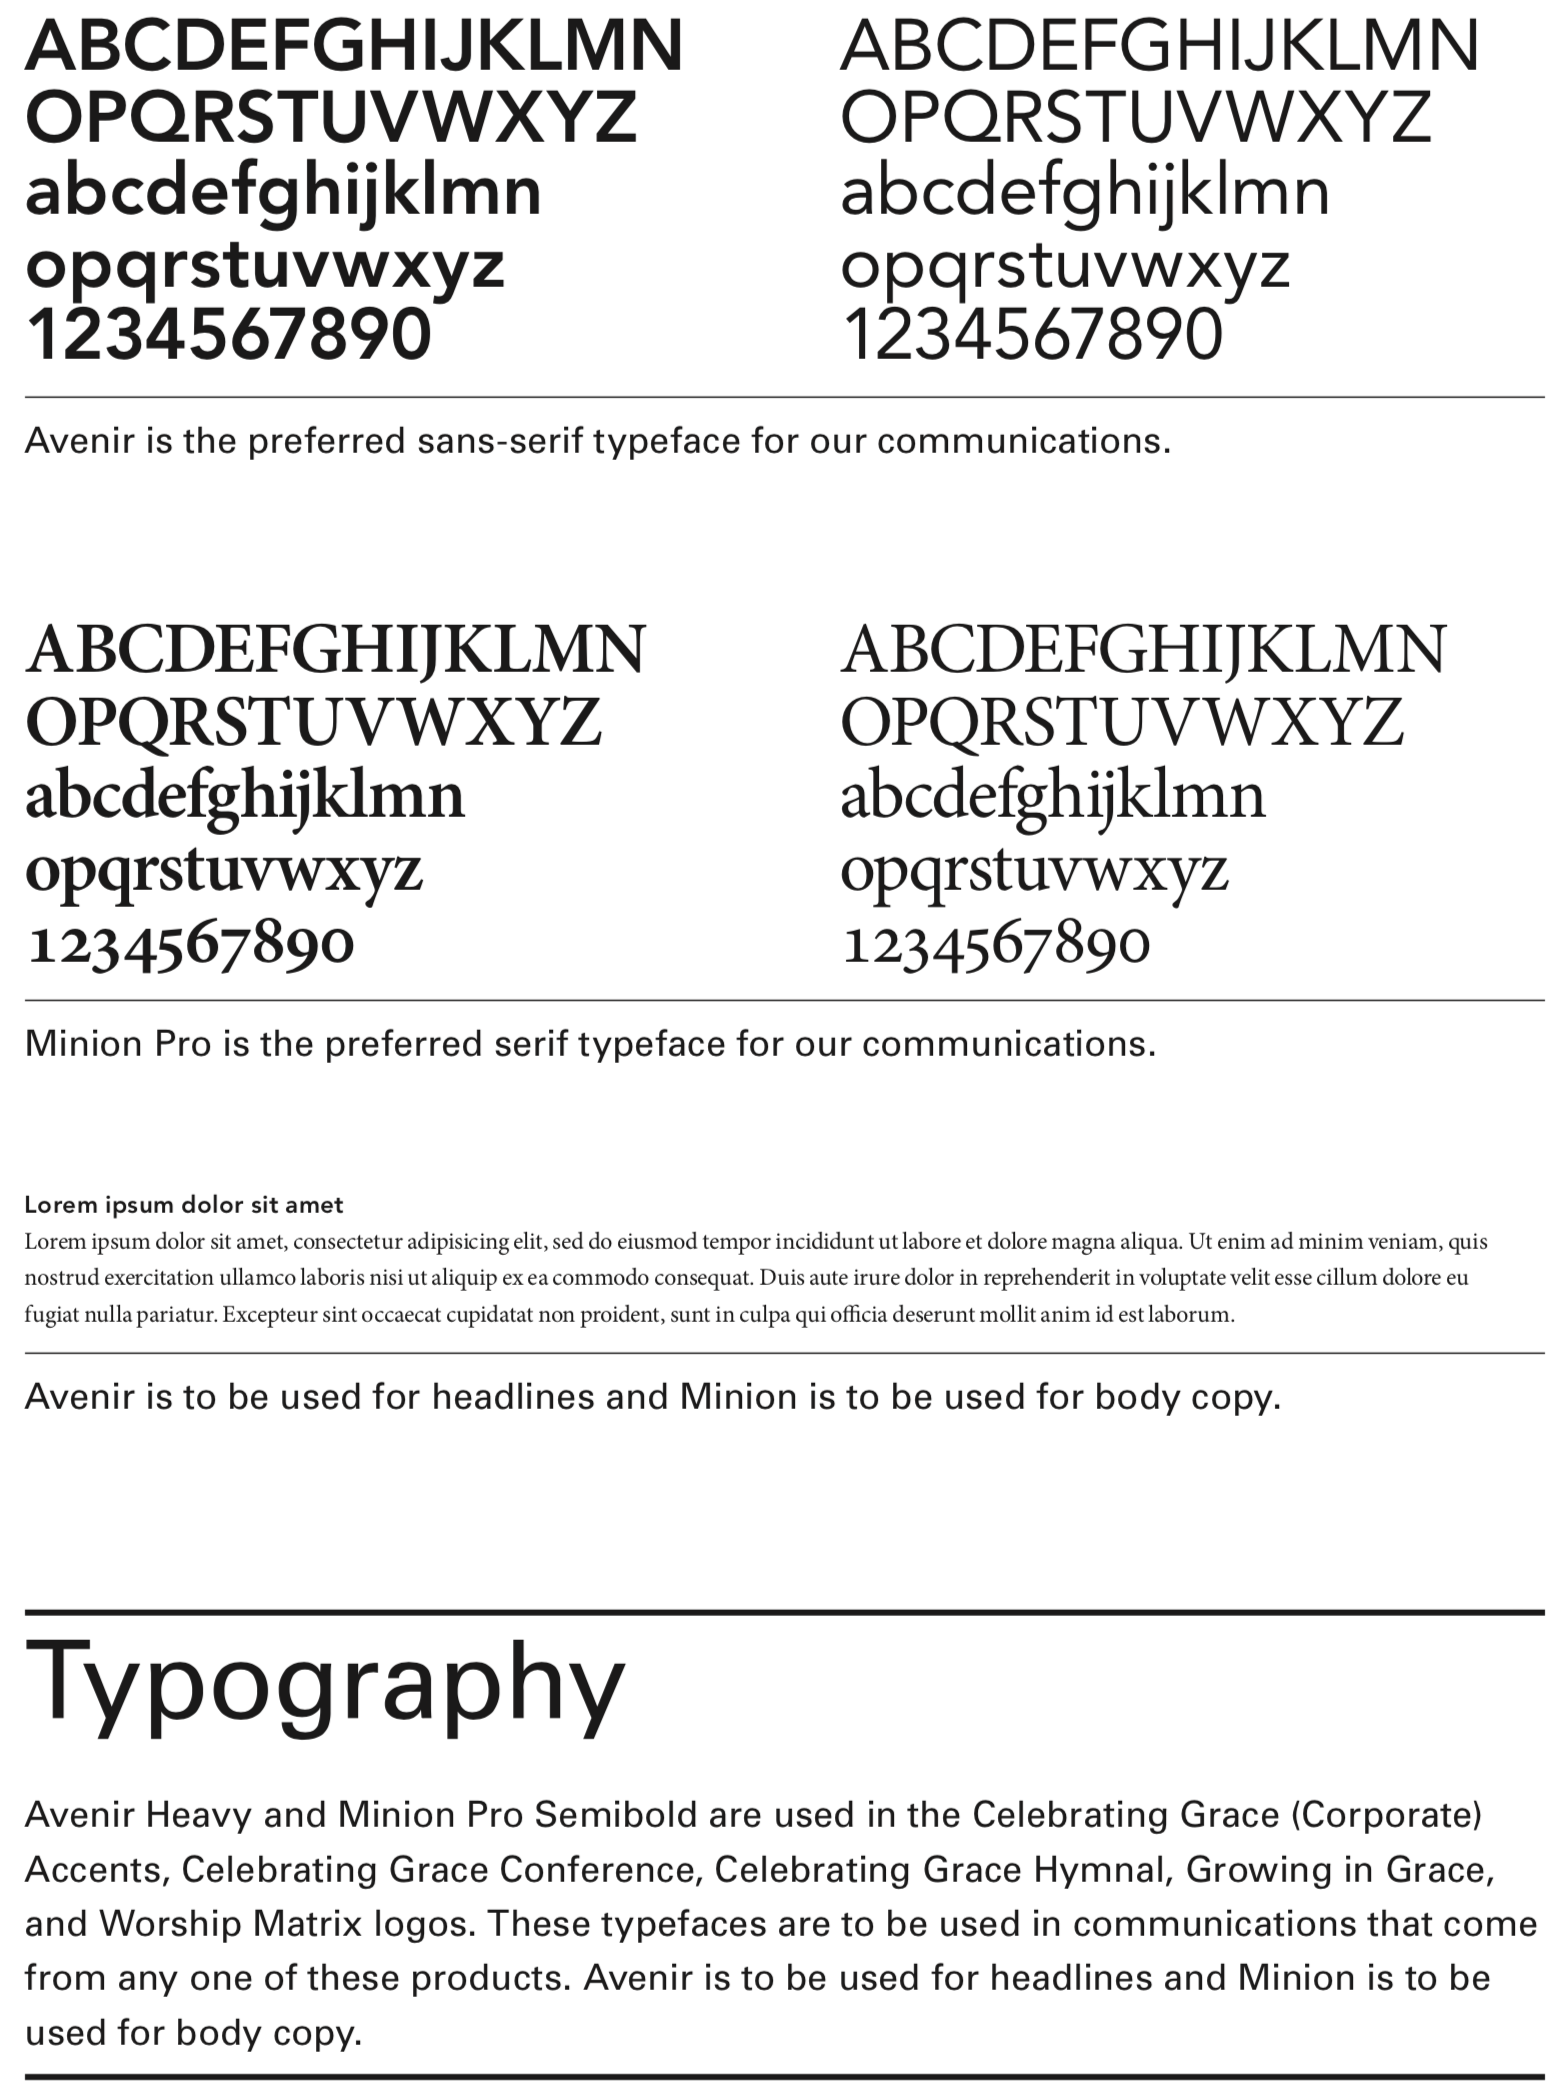 ABCDEFGHIJKLMN
OPQRSTUVWXYZ
abcdefghijklmn
opqrstuvwxyz
1234567890
ABCDEFGHIJKLMN
OPQRSTUVWXYZ
abcdefghijklmn
opqrstuvwxyz
1234567890
Avenir is the preferred sans-serif typeface for our communications.
ABCDEFGHIJKLMN
OPQRSTUVWXYZ
abcdefghijklmn
opqrstuvwxyz
1234567890
ABCDEFGHIJKLMN
OPQRSTUVWXYZ
abcdefghijklmn
opqrstuvwxyz
1234567890
Minion Pro is the preferred serif typeface for our communications.
Lorem ipsum dolor sit amet
Lorem ipsum dolor sit amet, consectetur adipisicing elit, sed do eiusmod tempor incididunt ut labore et dolore magna aliqua. Ut enim ad minim veniam, quis
nostrud exercitation ullamco laboris nisi ut aliquip ex ea commodo consequat. Duis aute irure dolor in reprehenderit in voluptate velit esse cillum dolore eu
fugiat nulla pariatur. Excepteur sint occaecat cupidatat non proident, sunt in culpa qui officia deserunt mollit anim id est laborum.
Avenir is to be used for headlines and Minion is to be used for body copy.
Typography
Avenir Heavy and Minion Pro Semibold are used in the Celebrating Grace (Corporate)
Accents, Celebrating Grace Conference, Celebrating Grace Hymnal, Growing in Grace,
and Worship Matrix logos. These typefaces are to be used in communications that come
from any one of these products. Avenir is to be used for headlines and Minion is to be
used for body copy.